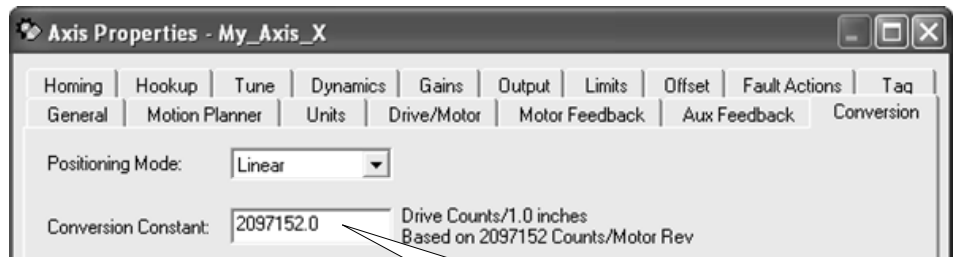 Axis Properties - My_Axis_X
Homing Hookup Tune Dynamics Gains Output Limits Offset Fault Actions Tag
General Motion Planner Units Drive/Motor Motor Feedback Aux Feedback Conversion
Positioning Mode: Linear
Conversion Constant: 2097152.0 Drive Counts/1.0 inches
Based on 2097152 Counts/Motor Rev